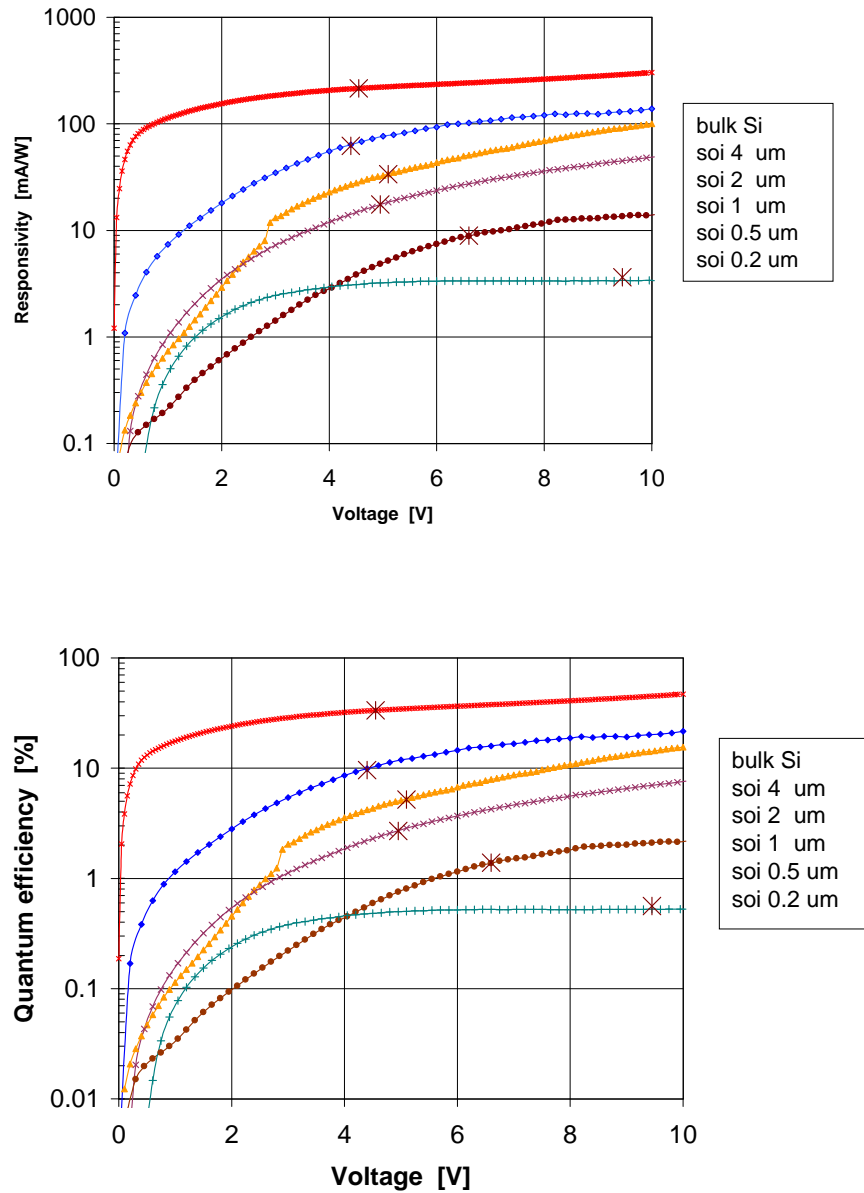 1000
100
10
1
0.1
Responsivity [mA/W]
0 2 4 6 8 10
Voltage [V]
bulk Si
soi 4 um
soi 2 um
soi 1 um
soi 0.5 um
soi 0.2 um
100
10
1
0.1
0.01
Quantum efficiency [%]
0 2 4 6 8 10
Voltage [V]
bulk Si
soi 4 um
soi 2 um
soi 1 um
soi 0.5 um
soi 0.2 um